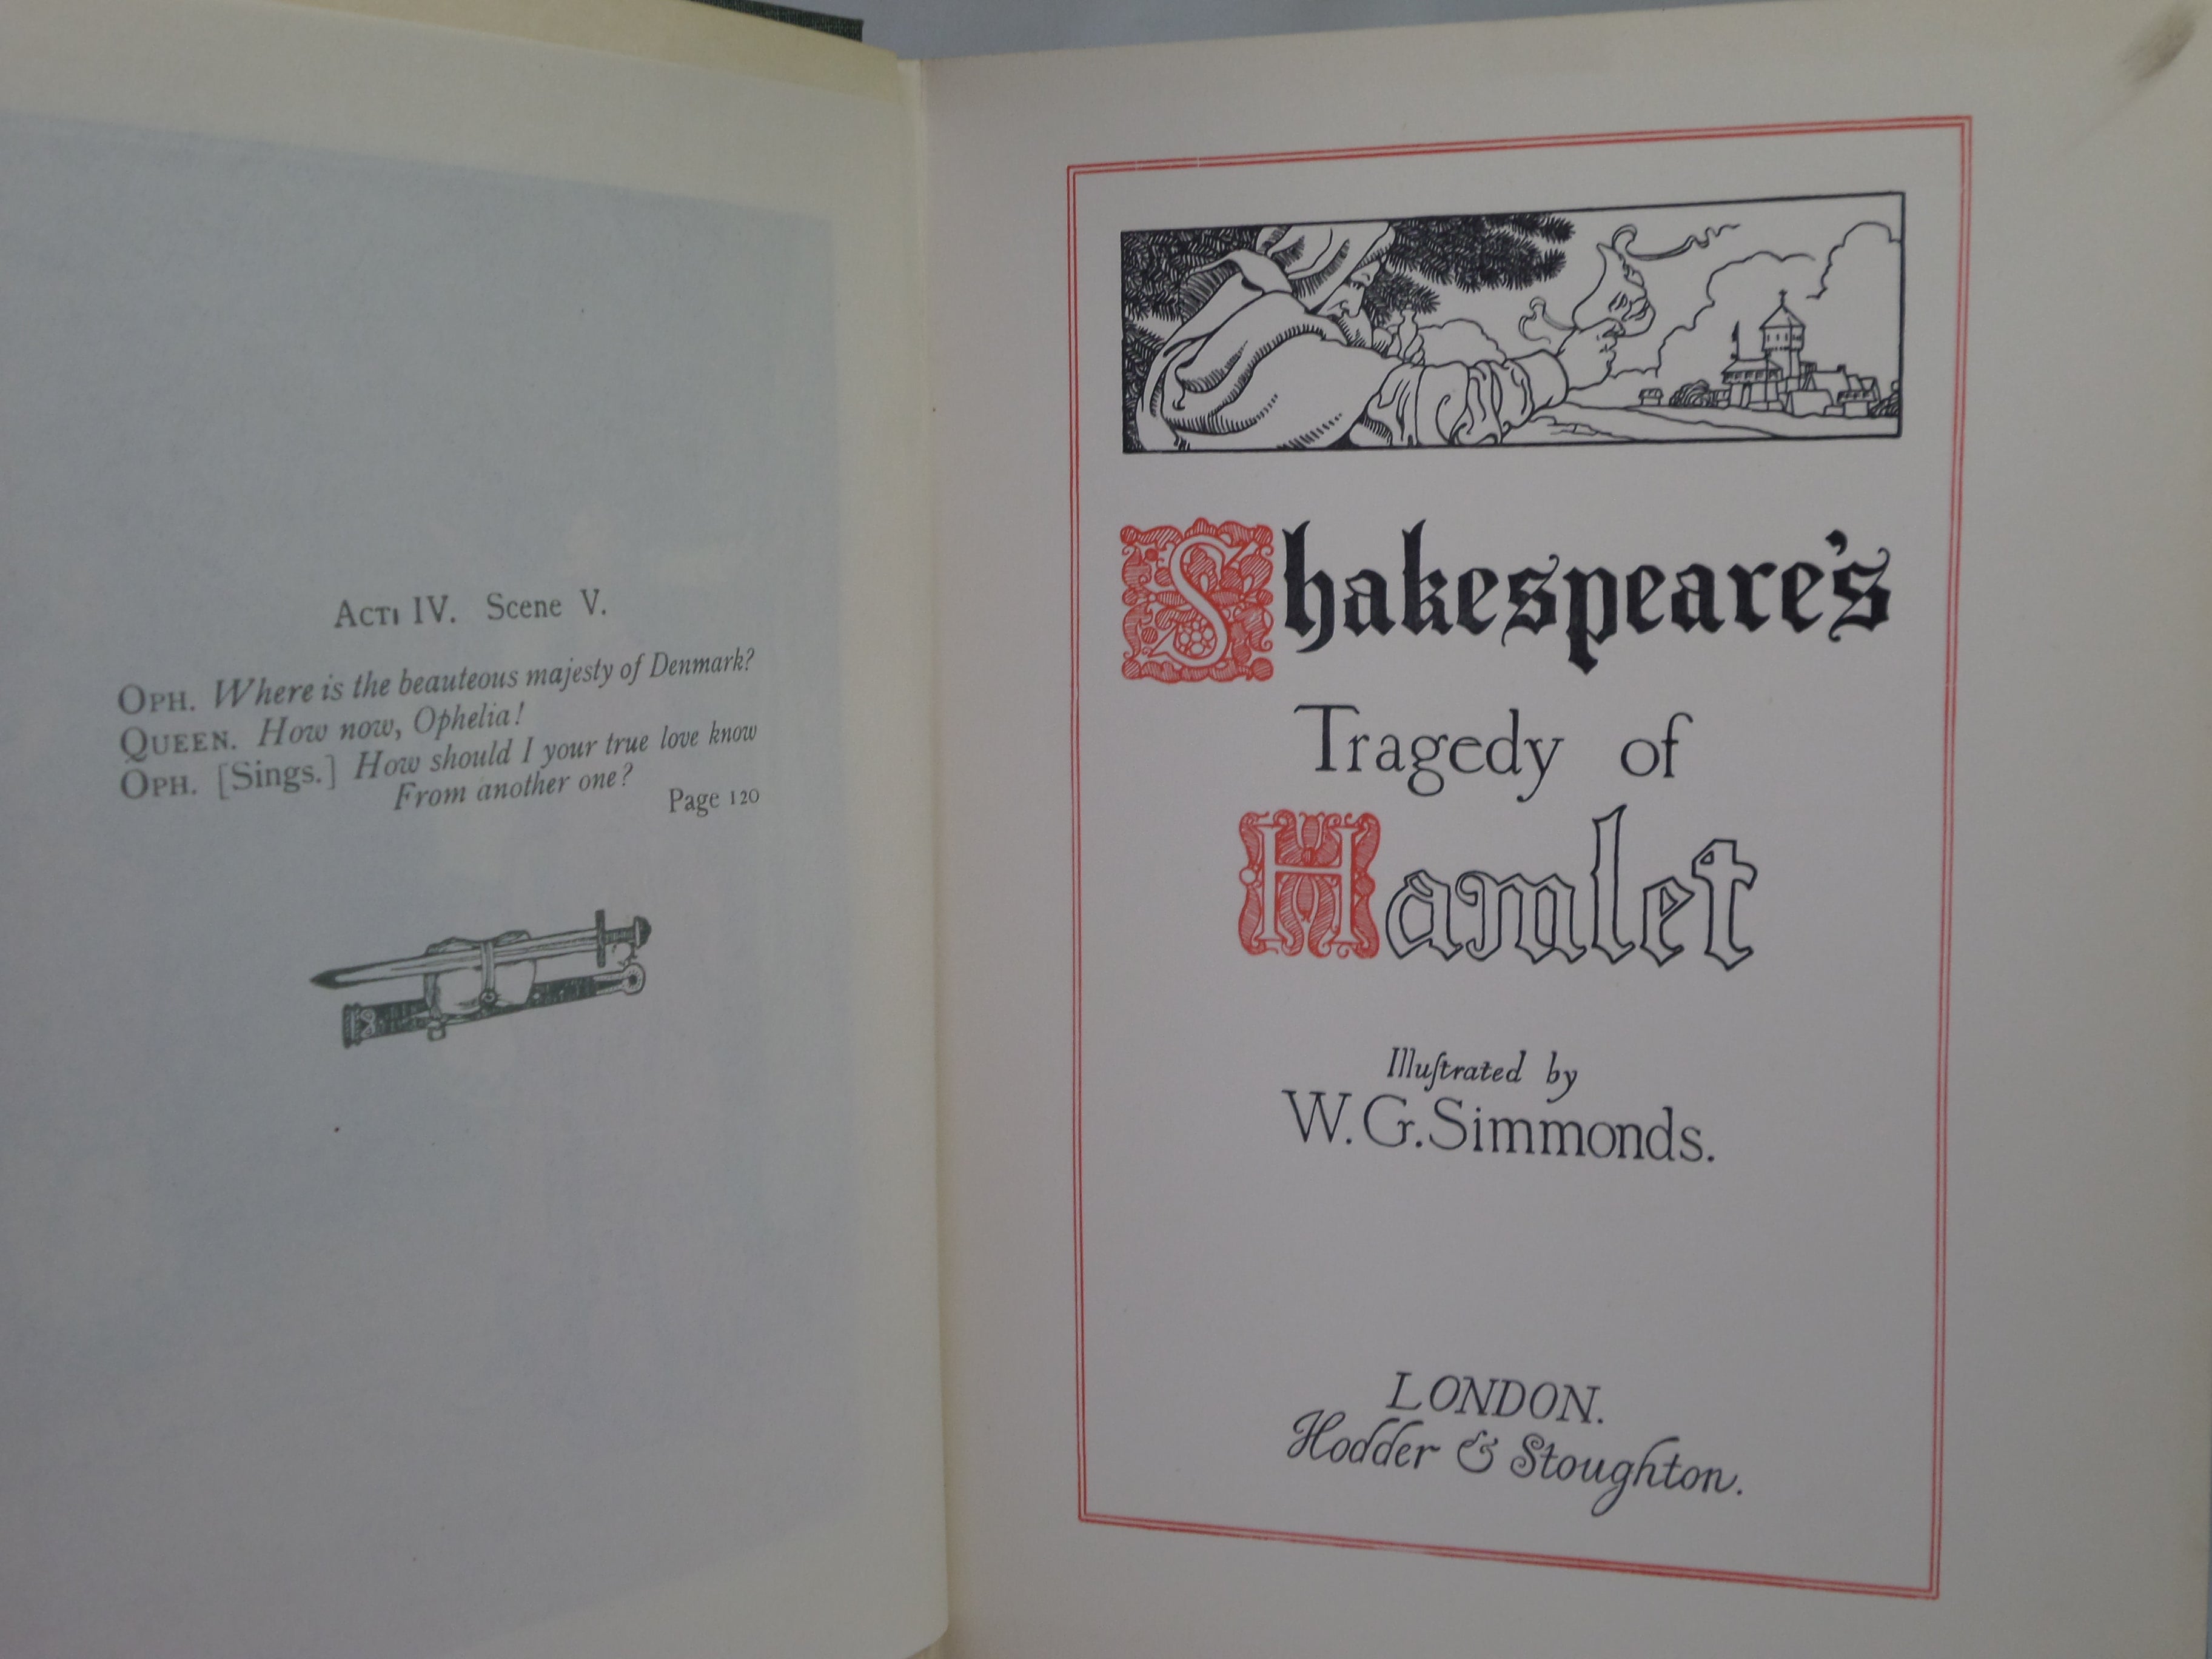 ACT IV. Scene V.
OPH. Where is the beauteous majesty of Denmark?
QUEEN. How now, Ophelia!
OPH. [Sings.] How should I your true love know
From another one?
Page 120
Shakespeare's
Tragedy of
Hamlet
Illuſtrated by
W. G. Simmonds.
LONDON.
Hodder & Stoughton.